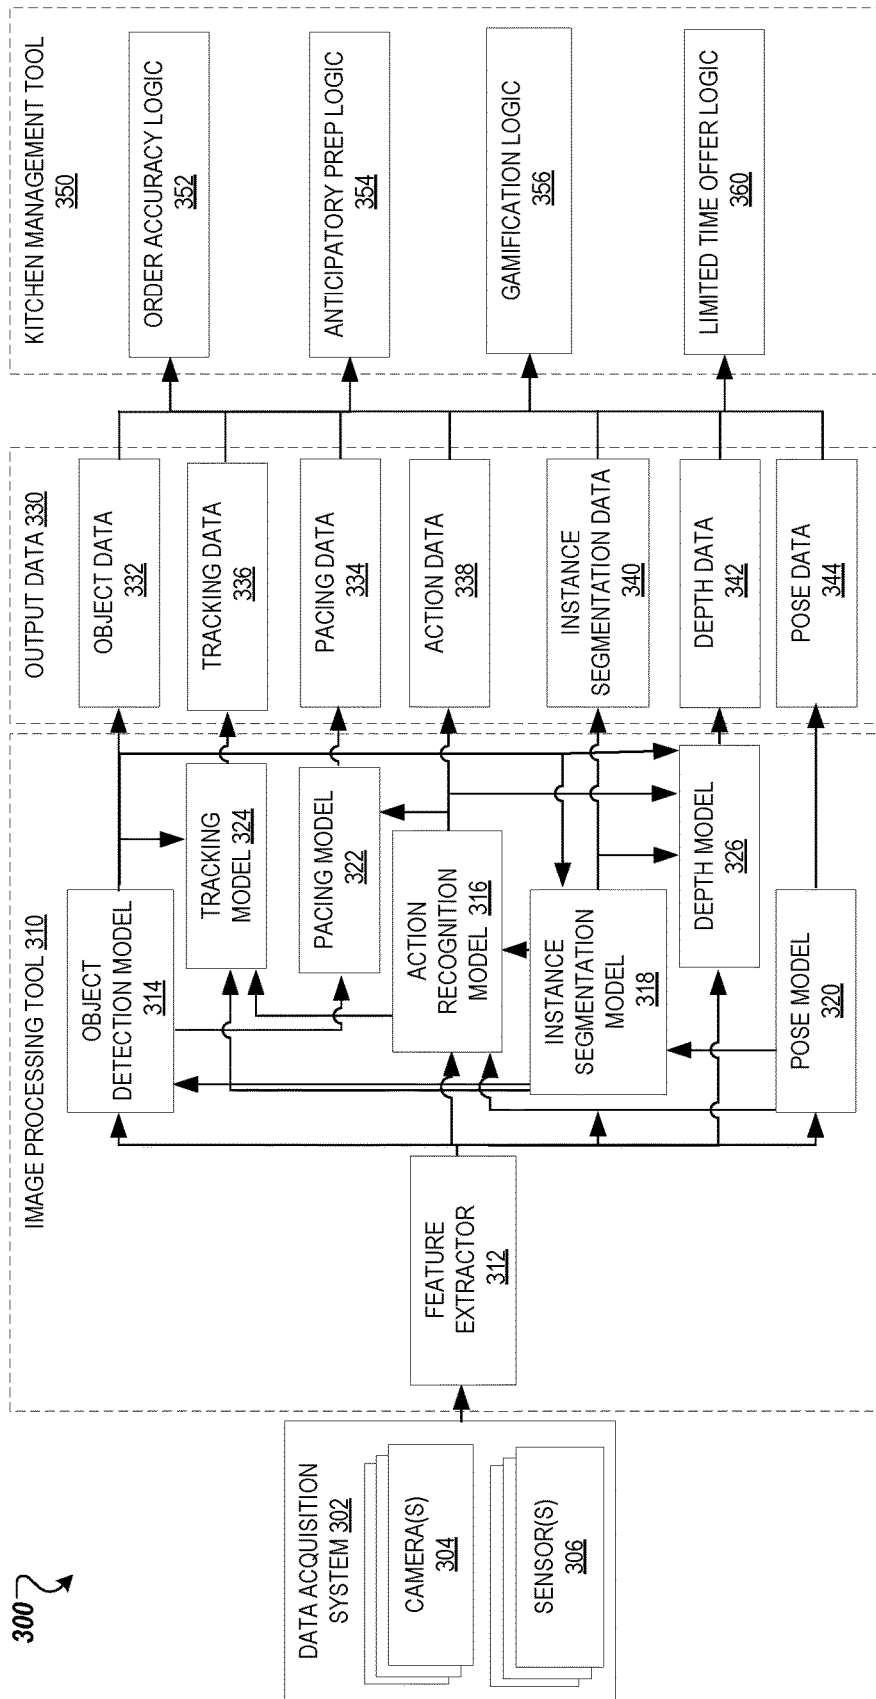 300
DATA ACQUISITION
SYSTEM 302
CAMERA(S)
304
SENSOR(S)
306
IMAGE PROCESSING TOOL 310
FEATURE
EXTRACTOR
312
OBJECT
DETECTION MODEL
314
TRACKING
MODEL 324
PACING MODEL
322
ACTION
RECOGNITION
MODEL 316
INSTANCE
SEGMENTATION
MODEL
318
DEPTH MODEL
326
POSE MODEL
320
OUTPUT DATA 330
OBJECT DATA
332
TRACKING DATA
336
PACING DATA
334
ACTION DATA
338
INSTANCE
SEGMENTATION DATA
340
DEPTH DATA
342
POSE DATA
344
KITCHEN MANAGEMENT TOOL
350
ORDER ACCURACY LOGIC
352
ANTICIPATORY PREP LOGIC
354
GAMIFICATION LOGIC
356
LIMITED TIME OFFER LOGIC
360